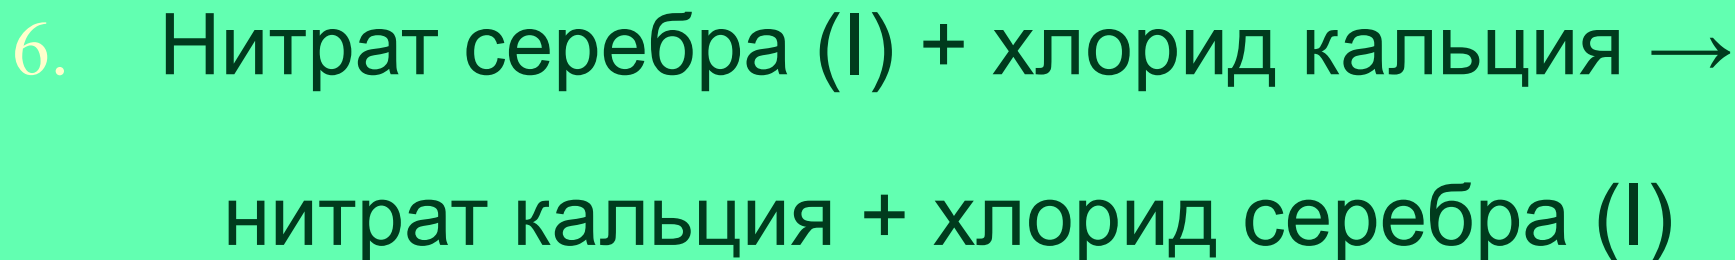 6. Нитрат серебра (I) + хлорид кальция →
нитрат кальция + хлорид серебра (I)